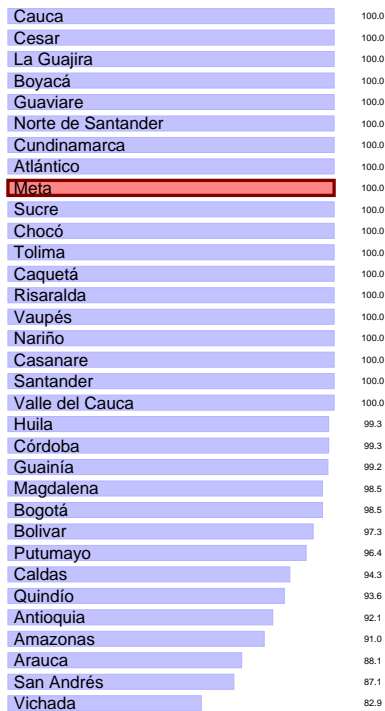 Cauca 100.0
Cesar 100.0
La Guajira 100.0
Boyacá 100.0
Guaviare 100.0
Norte de Santander 100.0
Cundinamarca 100.0
Atlántico 100.0
Meta 100.0
Sucre 100.0
Chocó 100.0
Tolima 100.0
Caquetá 100.0
Risaralda 100.0
Vaupés 100.0
Nariño 100.0
Casanare 100.0
Santander 100.0
Valle del Cauca 100.0
Huila 99.3
Córdoba 99.3
Guainía 99.2
Magdalena 98.5
Bogotá 98.5
Bolivar 97.3
Putumayo 96.4
Caldas 94.3
Quindío 93.6
Antioquia 92.1
Amazonas 91.0
Arauca 88.1
San Andrés 87.1
Vichada 82.9